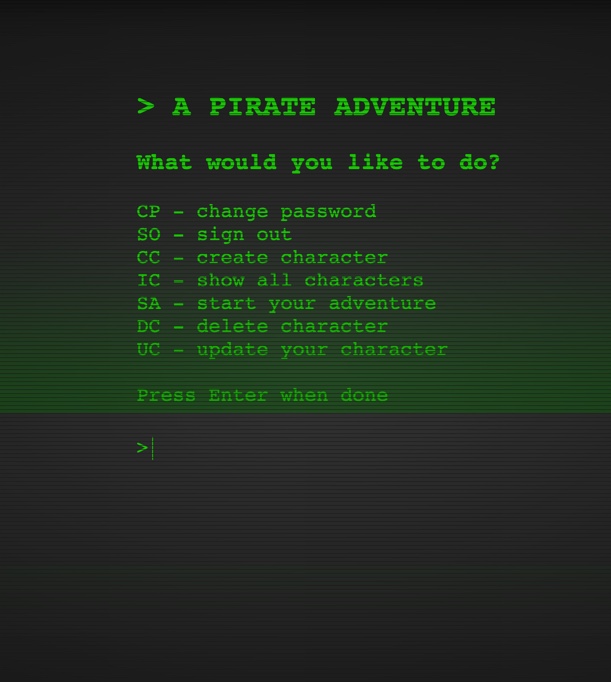 > A PIRATE ADVENTURE
What would you like to do?
CP - change password
SO - sign out
CC - create character
IC - show all characters
SA - start your adventure
DC - delete character
UC - update your character
Press Enter when done
>